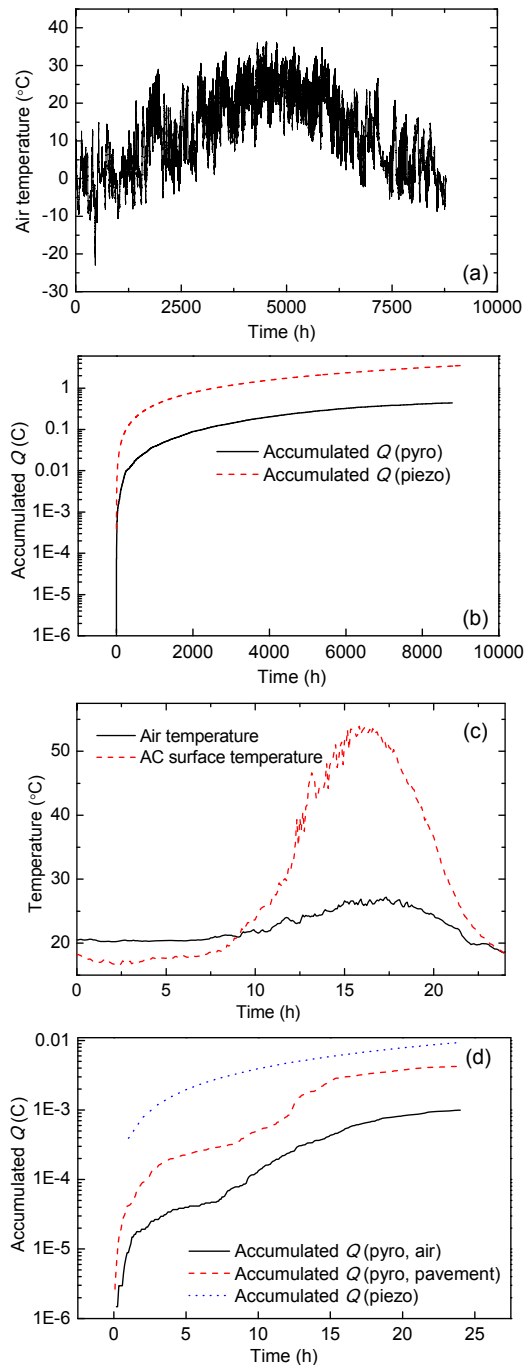 Air temperature (°C)
40
30
20
10
0
-10
-20
-30
0
2500
5000
7500
10000
Time (h)
(a)
Accumulated Q (C)
1
0.1
0.01
1E-3
1E-4
1E-5
1E-6
Accumulated Q (pyro)
Accumulated Q (piezo)
0
2000
4000
6000
8000
10000
Time (h)
(b)
Temperature (°C)
50
40
30
20
Air temperature
AC surface temperature
(c)
0
5
10
15
20
Time (h)
Accumulated Q (C)
0.01
1E-3
1E-4
1E-5
1E-6
(d)
Accumulated Q (pyro, air)
Accumulated Q (pyro, pavement)
Accumulated Q (piezo)
0
5
10
15
20
25
Time (h)